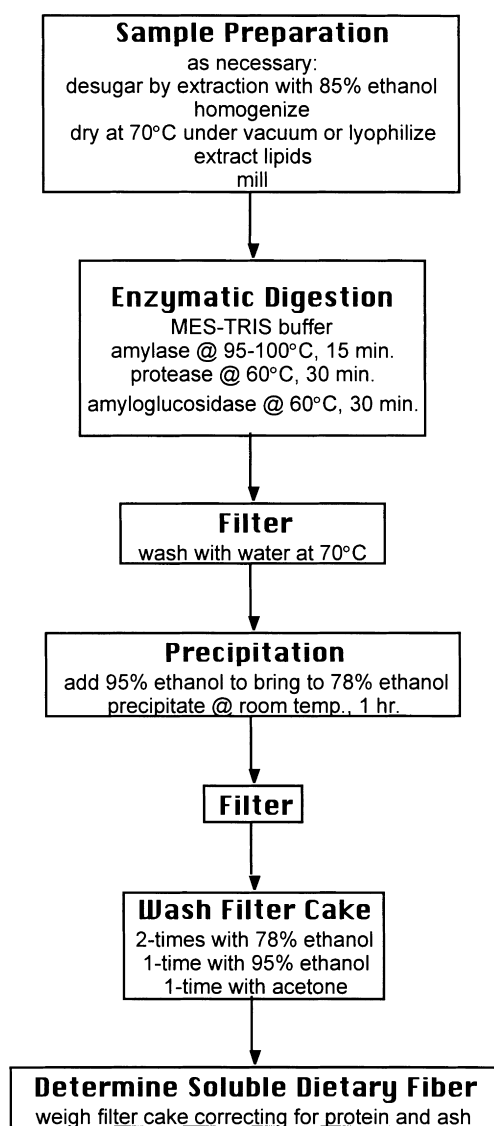 Sample Preparation
as necessary:
desugar by extraction with 85% ethanol
homogenize
dry at 70°C under vacuum or lyophilize
extract lipids
mill
Enzymatic Digestion
MES-TRIS buffer
amylase @ 95-100°C, 15 min.
protease @ 60°C, 30 min.
amyloglucosidase @ 60°C, 30 min.
Filter
wash with water at 70°C
Precipitation
add 95% ethanol to bring to 78% ethanol
precipitate @ room temp., 1 hr.
Filter
Wash Filter Cake
2-times with 78% ethanol
1-time with 95% ethanol
1-time with acetone
Determine Soluble Dietary Fiber
weigh filter cake correcting for protein and ash